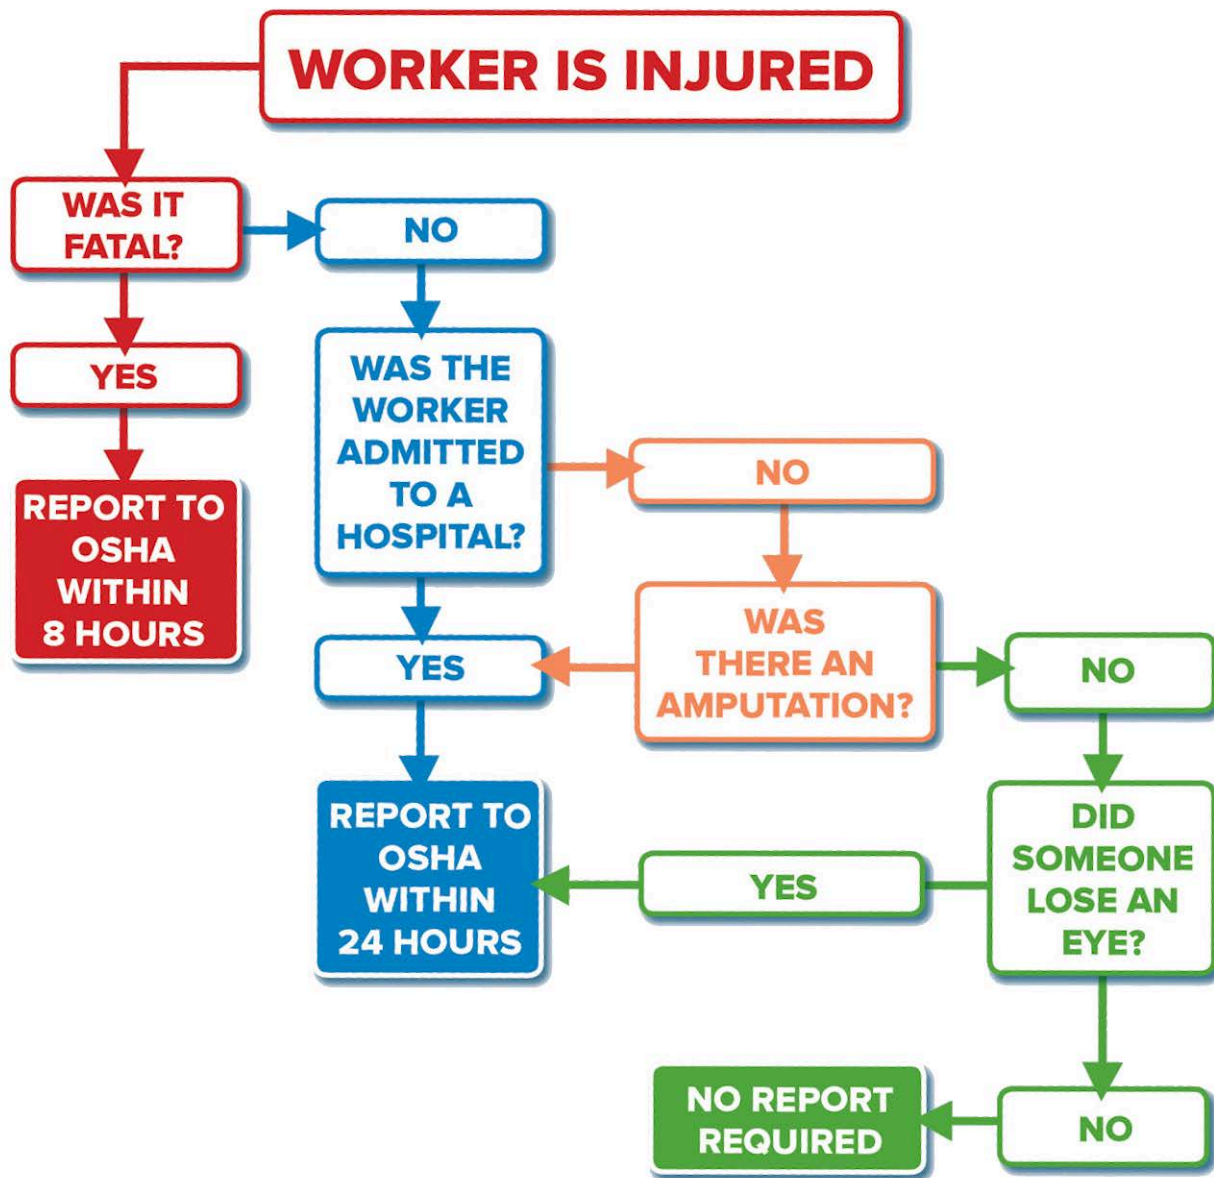 WORKER IS INJURED
WAS IT
FATAL?
NO
YES
REPORT TO
OSHA
WITHIN
8 HOURS
WAS THE
WORKER
ADMITTED
TO A
HOSPITAL?
NO
YES
WAS
THERE AN
AMPUTATION?
NO
REPORT TO
OSHA
WITHIN
24 HOURS
YES
DID
SOMEONE
LOSE AN
EYE?
NO REPORT
REQUIRED
NO